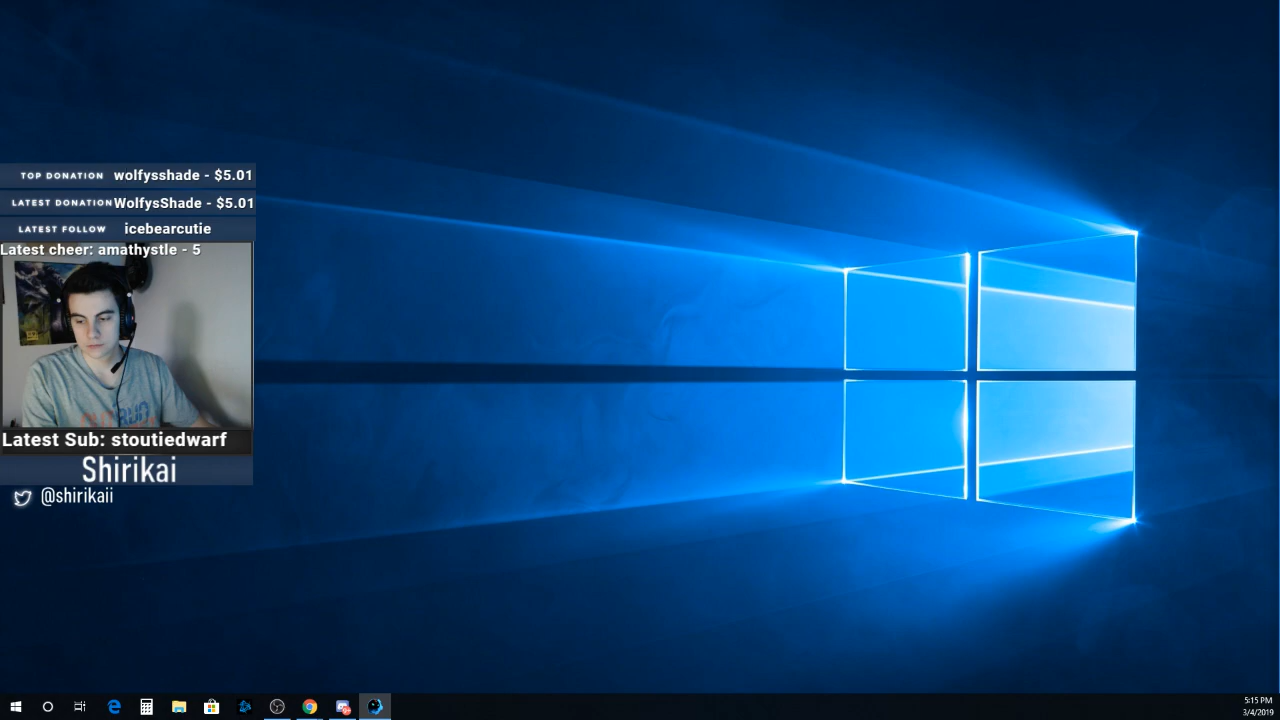 TOP DONATION wolfysshade - $5.01
LATEST DONATION WolfysShade - $5.01
LATEST FOLLOW icebearcutie
Latest cheer: amathystle - 5
Latest Sub: stoutiedwarf
Shirikai
@shirikaii
5:15 PM
3/4/2019